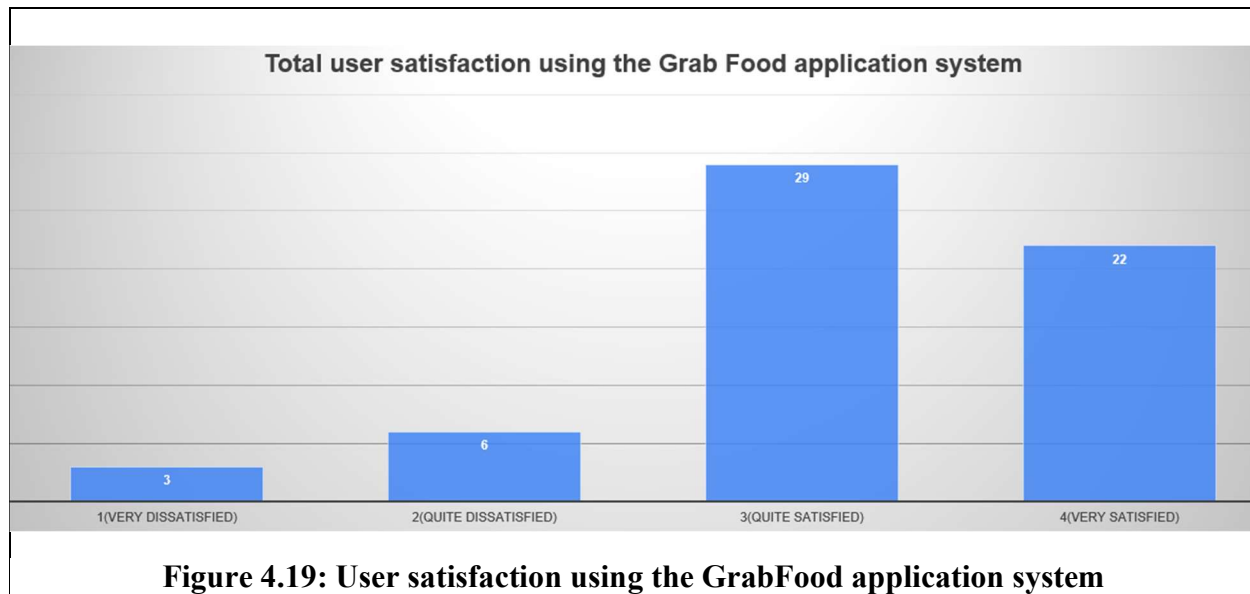 Total user satisfaction using the Grab Food application system
29
22
6
3
1(VERY DISSATISFIED) 2(QUITE DISSATISFIED) 3(QUITE SATISFIED) 4(VERY SATISFIED)
Figure 4.19: User satisfaction using the GrabFood application system